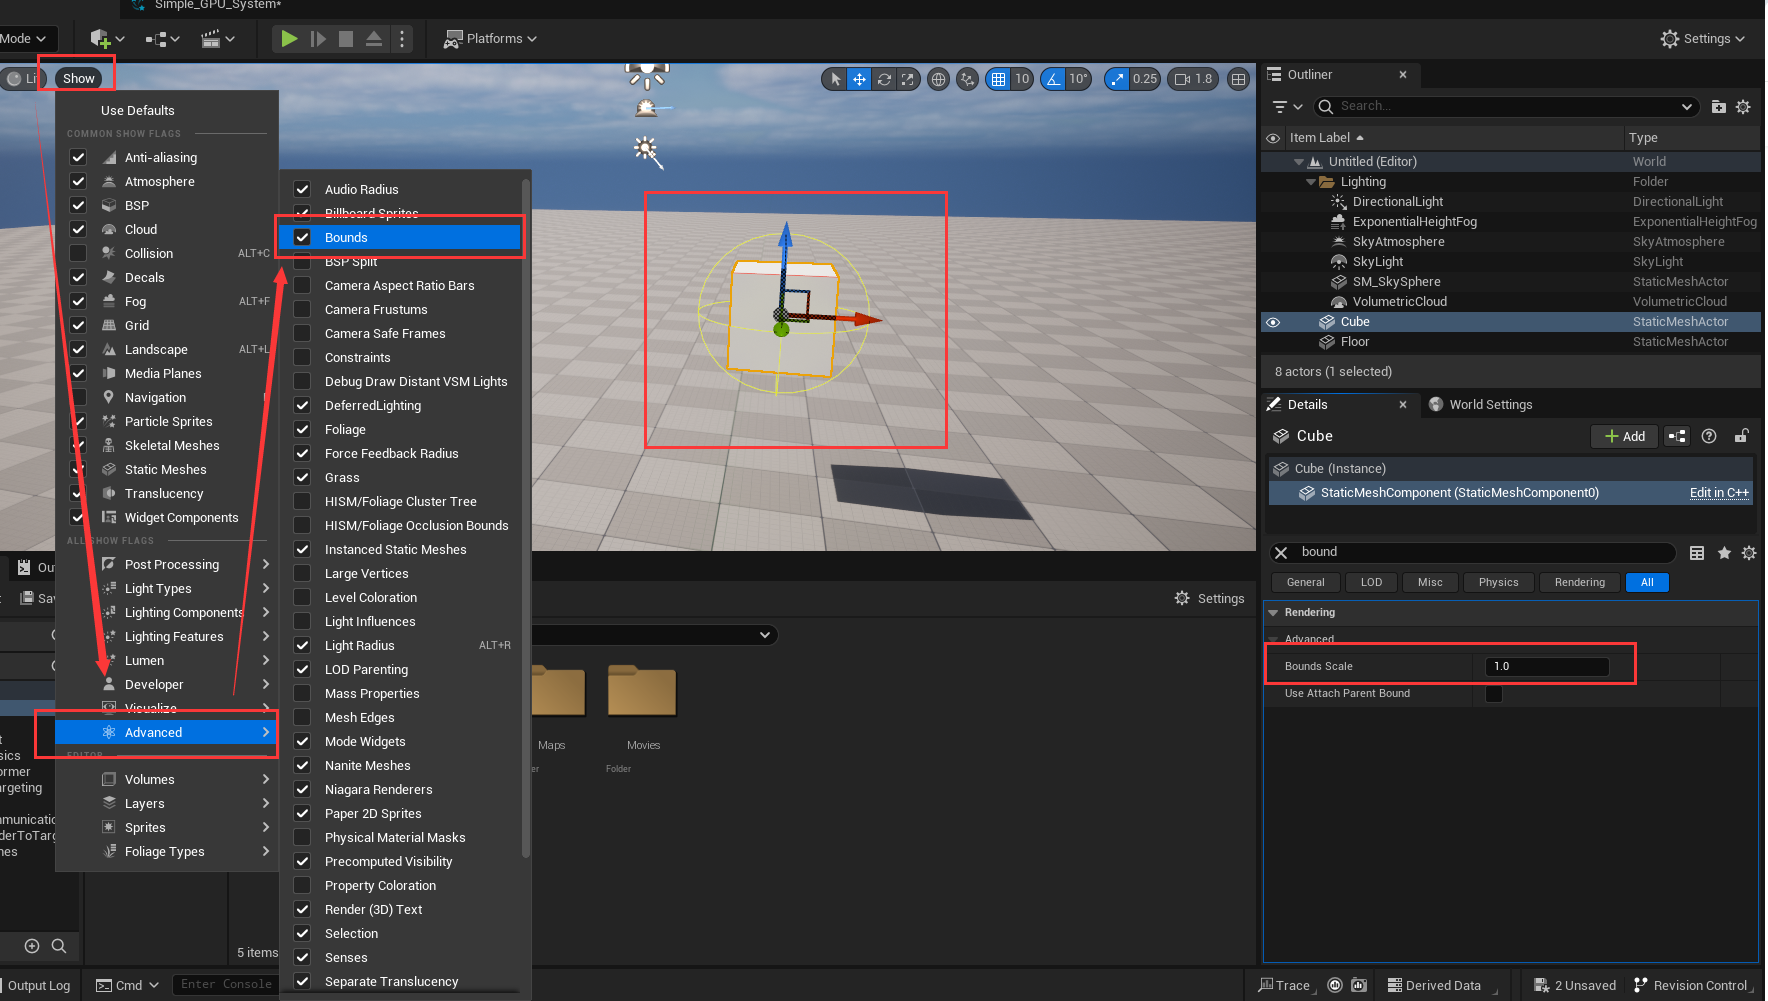 Simple_GPU_System*
Mode
Platforms
Settings
Show
10
10°
0.25
1.8
Use Defaults
COMMON SHOW FLAGS
Anti-aliasing
Atmosphere
BSP
Cloud
Collision ALT+C
Decals
Fog ALT+F
Grid
Landscape ALT+L
Media Planes
Navigation
Particle Sprites
Skeletal Meshes
Static Meshes
Translucency
Widget Components
ALL SHOW FLAGS
Post Processing
Light Types
Lighting Components
Lighting Features
Lumen
Developer
Visualize
Advanced
EDITOR
Volumes
Layers
Sprites
Foliage Types
Audio Radius
Billboard Sprites
Bounds
BSP Split
Camera Aspect Ratio Bars
Camera Frustums
Camera Safe Frames
Constraints
Debug Draw Distant VSM Lights
DeferredLighting
Foliage
Force Feedback Radius
Grass
HISM/Foliage Cluster Tree
HISM/Foliage Occlusion Bounds
Instanced Static Meshes
Large Vertices
Level Coloration
Light Influences
Light Radius ALT+R
LOD Parenting
Mass Properties
Mesh Edges
Mode Widgets
Nanite Meshes
Niagara Renderers
Paper 2D Sprites
Physical Material Masks
Precomputed Visibility
Property Coloration
Render (3D) Text
Selection
Senses
Separate Translucency
Settings
Maps
Movies
Folder
5 items
Outliner
Search...
Item Label Type
Untitled (Editor) World
Lighting Folder
DirectionalLight DirectionalLight
ExponentialHeightFog ExponentialHeightFog
SkyAtmosphere SkyAtmosphere
SkyLight SkyLight
SM_SkySphere StaticMeshActor
VolumetricCloud VolumetricCloud
Cube StaticMeshActor
Floor StaticMeshActor
8 actors (1 selected)
Details World Settings
Cube
Add
Cube (Instance)
StaticMeshComponent (StaticMeshComponent0) Edit in C++
bound
General LOD Misc Physics Rendering All
Rendering
Advanced
Bounds Scale 1.0
Use Attach Parent Bound
Output Log
Cmd
Enter Console
Trace
Derived Data
2 Unsaved
Revision Control